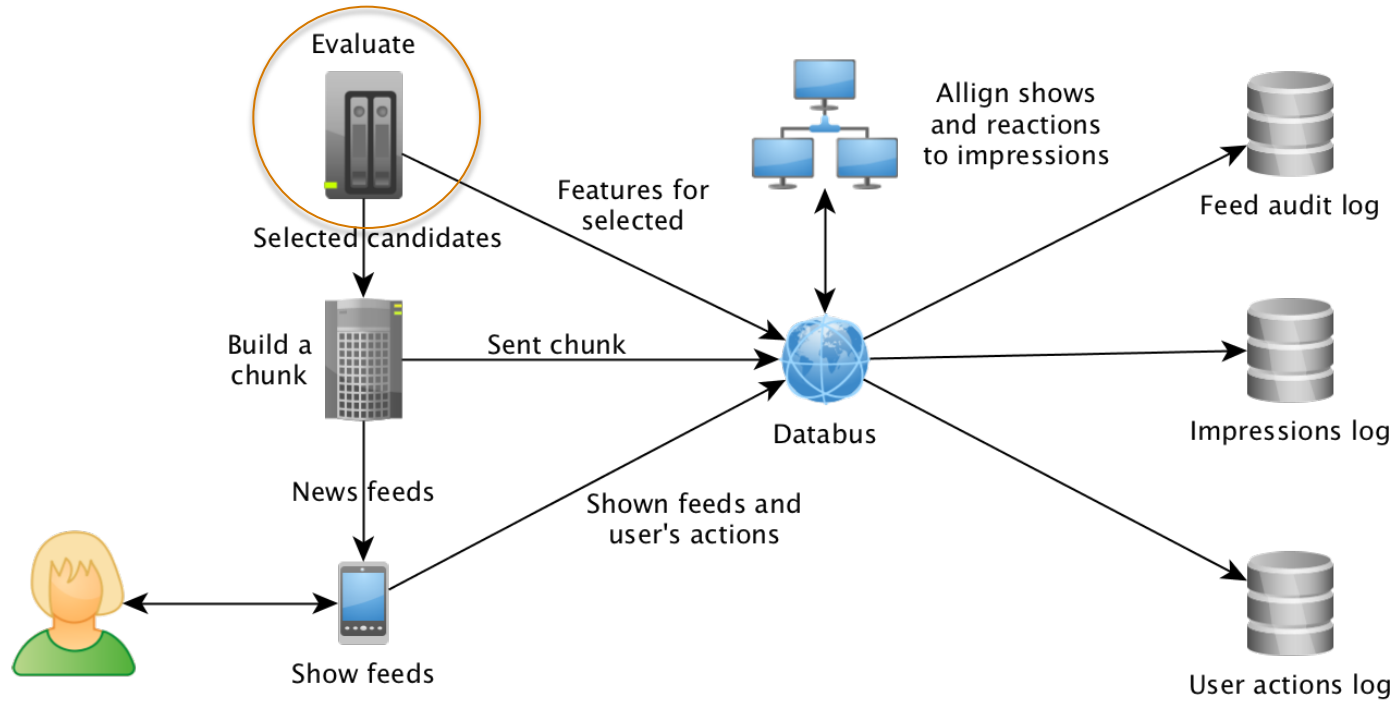 Evaluate
Allign shows
and reactions
to impressions
Features for
selected
Feed audit log
Selected candidates
Build a
chunk
Sent chunk
Databus
Impressions log
News feeds
Shown feeds and
user's actions
Show feeds
User actions log